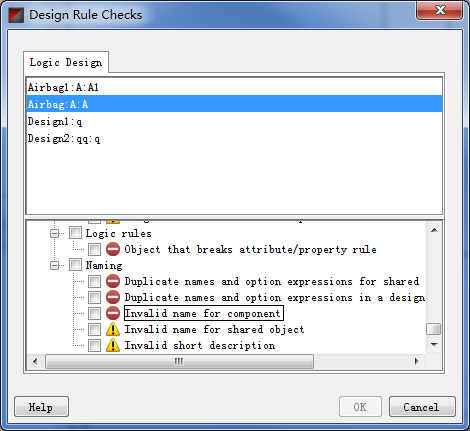 Design Rule Checks
Logic Design
Airbag1:A:A1
Airbag:A:A
Design1:q
Design2:qq:q
Logic rules
Object that breaks attribute/property rule
Naming
Duplicate names and option expressions for shared
Duplicate names and option expressions in a design
Invalid name for component
Invalid name for shared object
Invalid short description
Help
OK
Cancel